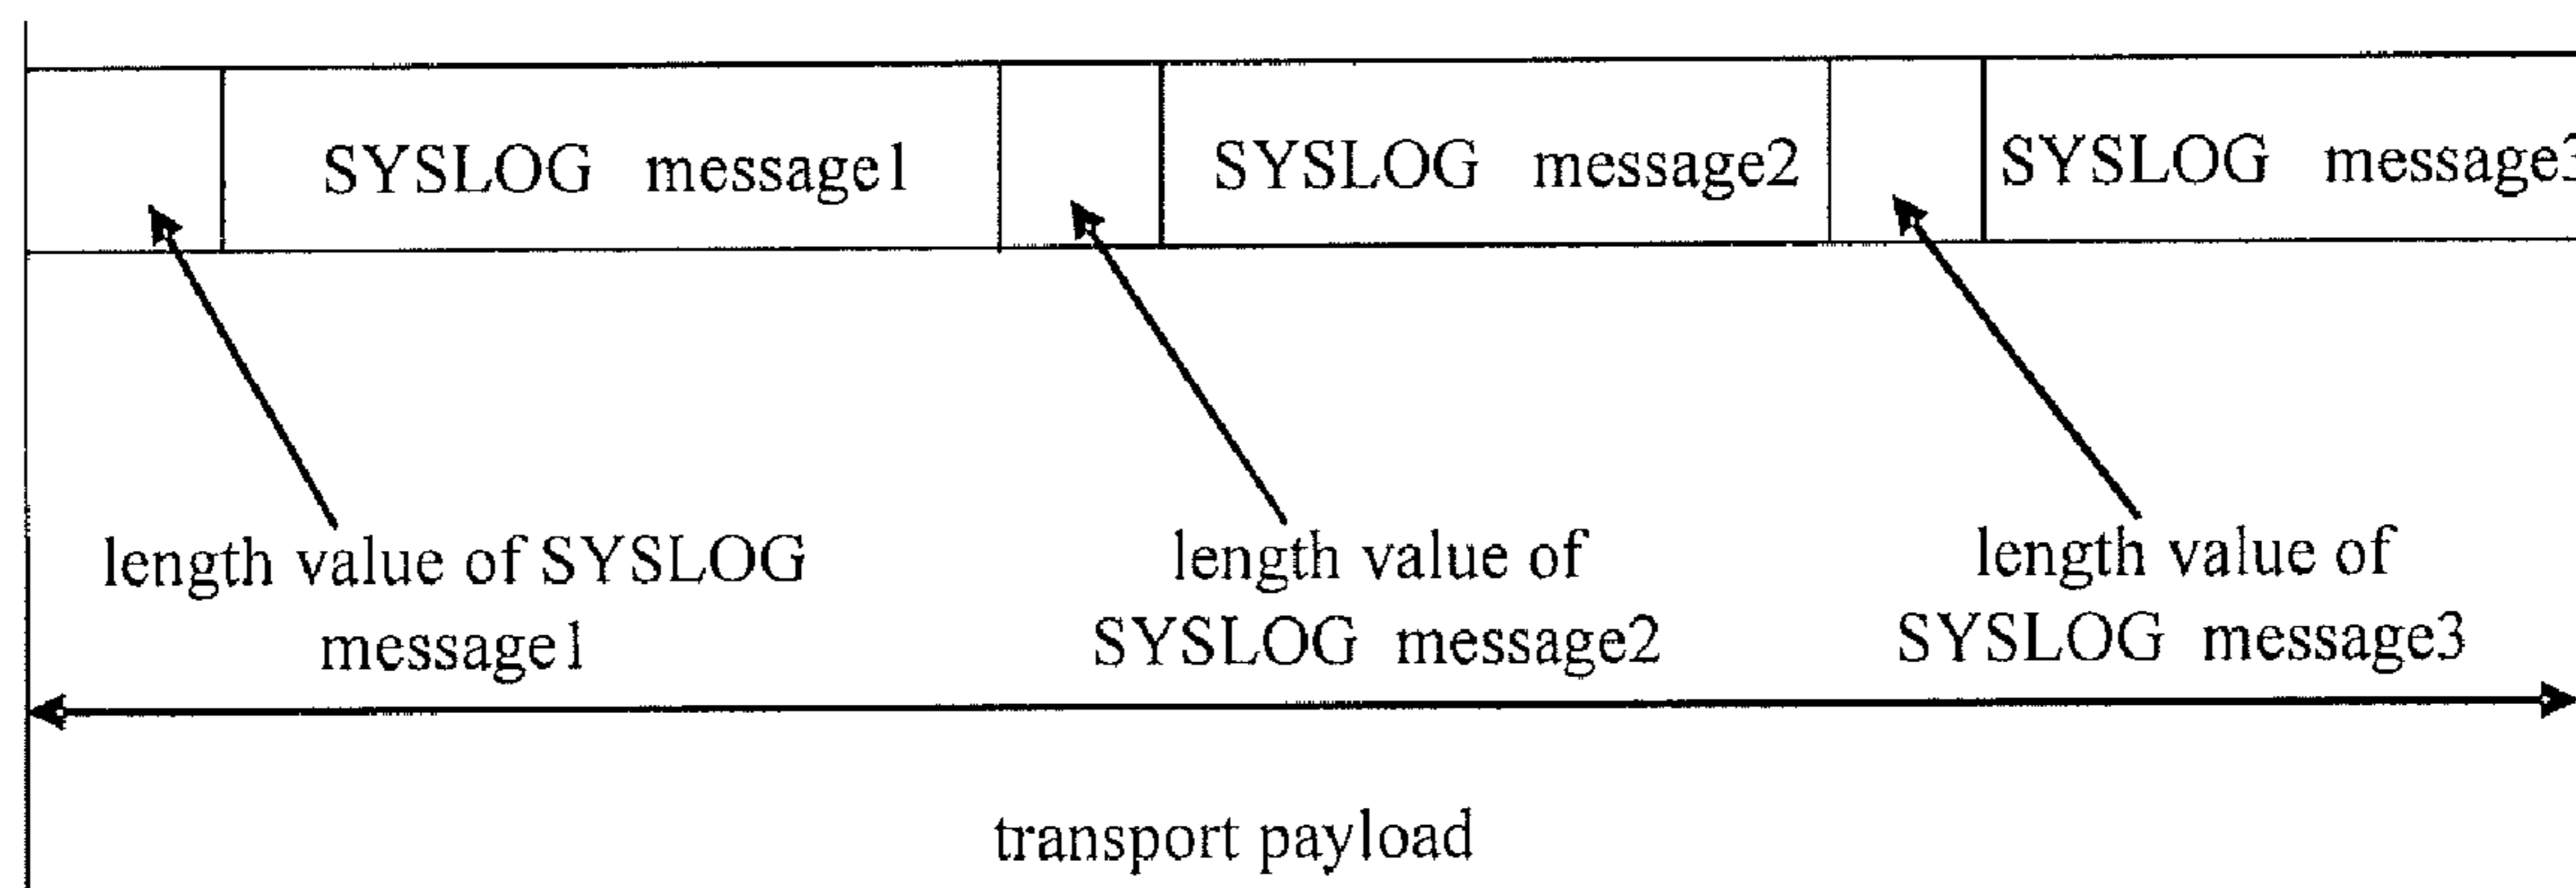 SYSLOG message1 SYSLOG message2 SYSLOG message3
length value of SYSLOG message1
length value of SYSLOG message2
length value of SYSLOG message3
transport payload